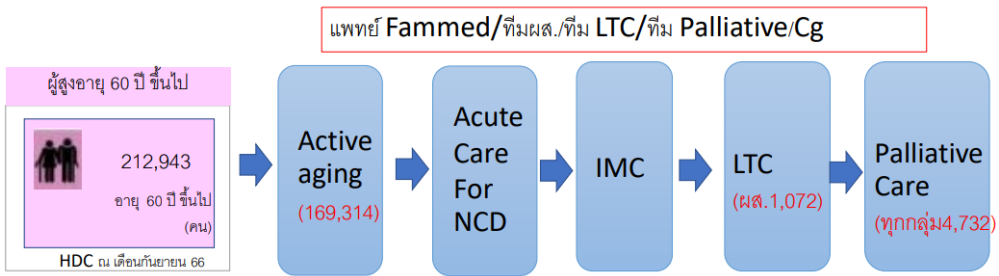 แพทย์ Fammed/ทีมผส./ทีม LTC/ทีม Palliative/Cg
ผู้สูงอายุ 60 ปี ขึ้นไป
212,943
อายุ 60 ปี ขึ้นไป
(คน)
HDC ณ เดือนกันยายน 66
Active
aging
(169,314)
Acute
Care
For
NCD
IMC
LTC
(ผส.1,072)
Palliative
Care
(ทุกกลุ่ม4,732)